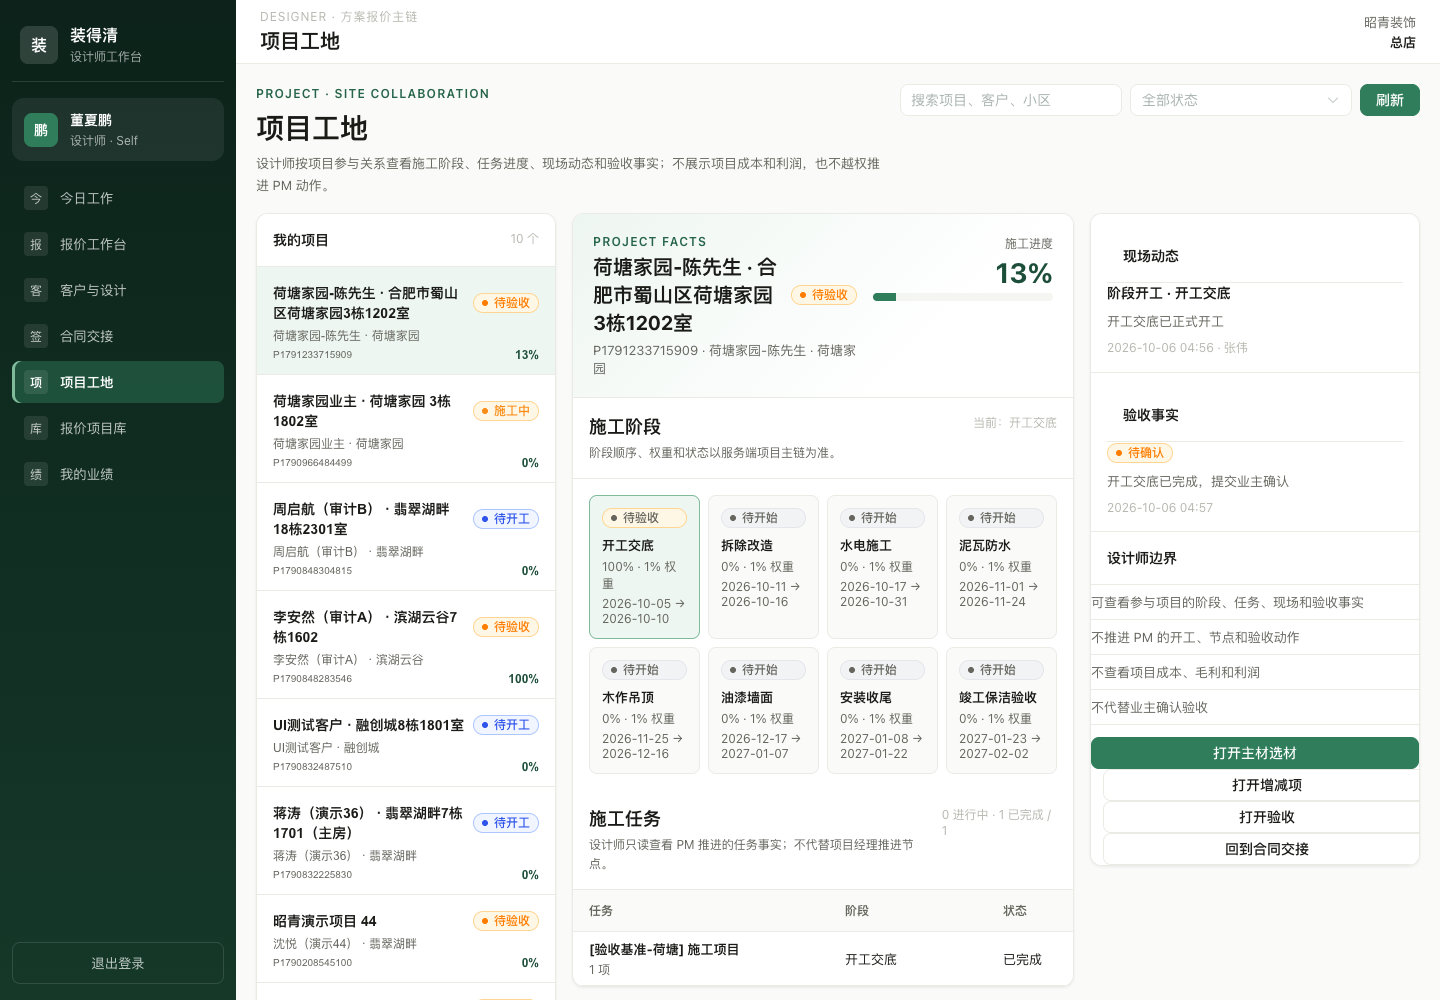 装
装得清
设计师工作台
鹏
董夏鹏
设计师 · Self
今 今日工作
报 报价工作台
客 客户与设计
签 合同交接
项 项目工地
库 报价项目库
绩 我的业绩
退出登录
DESIGNER · 方案报价主链
项目工地
昭青装饰
总店
PROJECT · SITE COLLABORATION
项目工地
设计师按项目参与关系查看施工阶段、任务进度、现场动态和验收事实；不展示项目成本和利润，也不越权推
进 PM 动作。
搜索项目、客户、小区
全部状态
刷新
我的项目
10 个
荷塘家园-陈先生 · 合肥市蜀山
区荷塘家园3栋1202室
待验收
荷塘家园-陈先生 · 荷塘家园
P1791233715909
13%
荷塘家园业主 · 荷塘家园 3栋
1802室
施工中
荷塘家园业主 · 荷塘家园
P1790966484499
0%
周启航（审计B） · 翡翠湖畔
18栋2301室
待开工
周启航（审计B） · 翡翠湖畔
P1790848304815
0%
李安然（审计A） · 滨湖云谷7
栋1602
待验收
李安然（审计A） · 滨湖云谷
P1790848283546
100%
UI测试客户 · 融创城8栋1801室
待开工
UI测试客户 · 融创城
P1790832487510
0%
蒋涛（演示36） · 翡翠湖畔7栋
1701（主房）
待开工
蒋涛（演示36） · 翡翠湖畔
P1790832225830
0%
昭青演示项目 44
待验收
沈悦（演示44） · 翡翠湖畔
P1790208545100
0%
PROJECT FACTS
荷塘家园-陈先生 · 合
肥市蜀山区荷塘家园
3栋1202室
待验收
P1791233715909 · 荷塘家园-陈先生 · 荷塘家
园
施工进度
13%
施工阶段
当前：开工交底
阶段顺序、权重和状态以服务端项目主链为准。
待验收
开工交底
100% · 1% 权
重
2026-10-05 →
2026-10-10
待开始
拆除改造
0% · 1% 权重
2026-10-11 →
2026-10-16
待开始
水电施工
0% · 1% 权重
2026-10-17 →
2026-10-31
待开始
泥瓦防水
0% · 1% 权重
2026-11-01 →
2026-11-24
待开始
木作吊顶
0% · 1% 权重
2026-11-25 →
2026-12-16
待开始
油漆墙面
0% · 1% 权重
2026-12-17 →
2027-01-07
待开始
安装收尾
0% · 1% 权重
2027-01-08 →
2027-01-22
待开始
竣工保洁验收
0% · 1% 权重
2027-01-23 →
2027-02-02
施工任务
0 进行中 · 1 已完成 /
1
设计师只读查看 PM 推进的任务事实；不代替项目经理推进节
点。
任务 阶段 状态
[验收基准-荷塘] 施工项目
1 项
开工交底
已完成
现场动态
阶段开工 · 开工交底
开工交底已正式开工
2026-10-06 04:56 · 张伟
验收事实
待确认
开工交底已完成，提交业主确认
2026-10-06 04:57
设计师边界
可查看参与项目的阶段、任务、现场和验收事实
不推进 PM 的开工、节点和验收动作
不查看项目成本、毛利和利润
不代替业主确认验收
打开主材选材
打开增减项
打开验收
回到合同交接